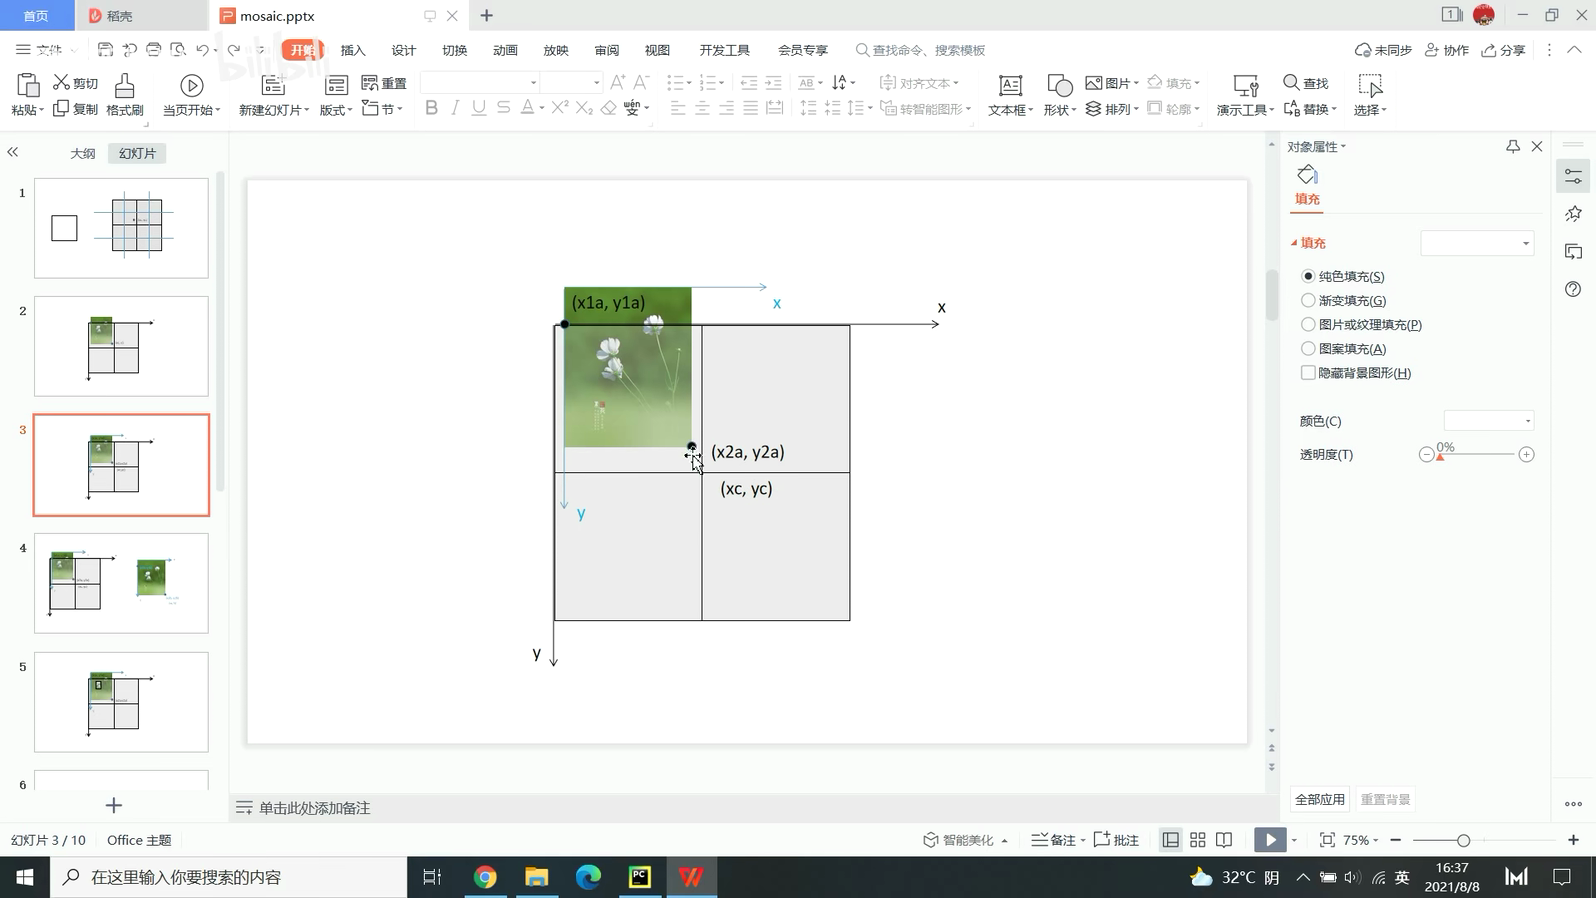 首页
稻壳
mosaic.pptx
文件
开始
插入
设计
切换
动画
放映
审阅
视图
开发工具
会员专享
查找命令、搜索模板
未同步
协作
分享
bilibili
粘贴
剪切
复制
格式刷
当页开始
新建幻灯片
版式
重置
节
对齐文本
转智能图形
文本框
形状
图片
填充
排列
轮廓
演示工具
查找
替换
选择
大纲
幻灯片
1
2
3
4
5
6
(x1a, y1a)
x
x
(x2a, y2a)
(xc, yc)
y
y
对象属性
填充
填充
纯色填充(S)
渐变填充(G)
图片或纹理填充(P)
图案填充(A)
隐藏背景图形(H)
颜色(C)
透明度(T)
0%
全部应用
重置背景
单击此处添加备注
幻灯片 3 / 10
Office 主题
智能美化
备注
批注
75%
在这里输入你要搜索的内容
32°C 阴
英
16:37
2021/8/8